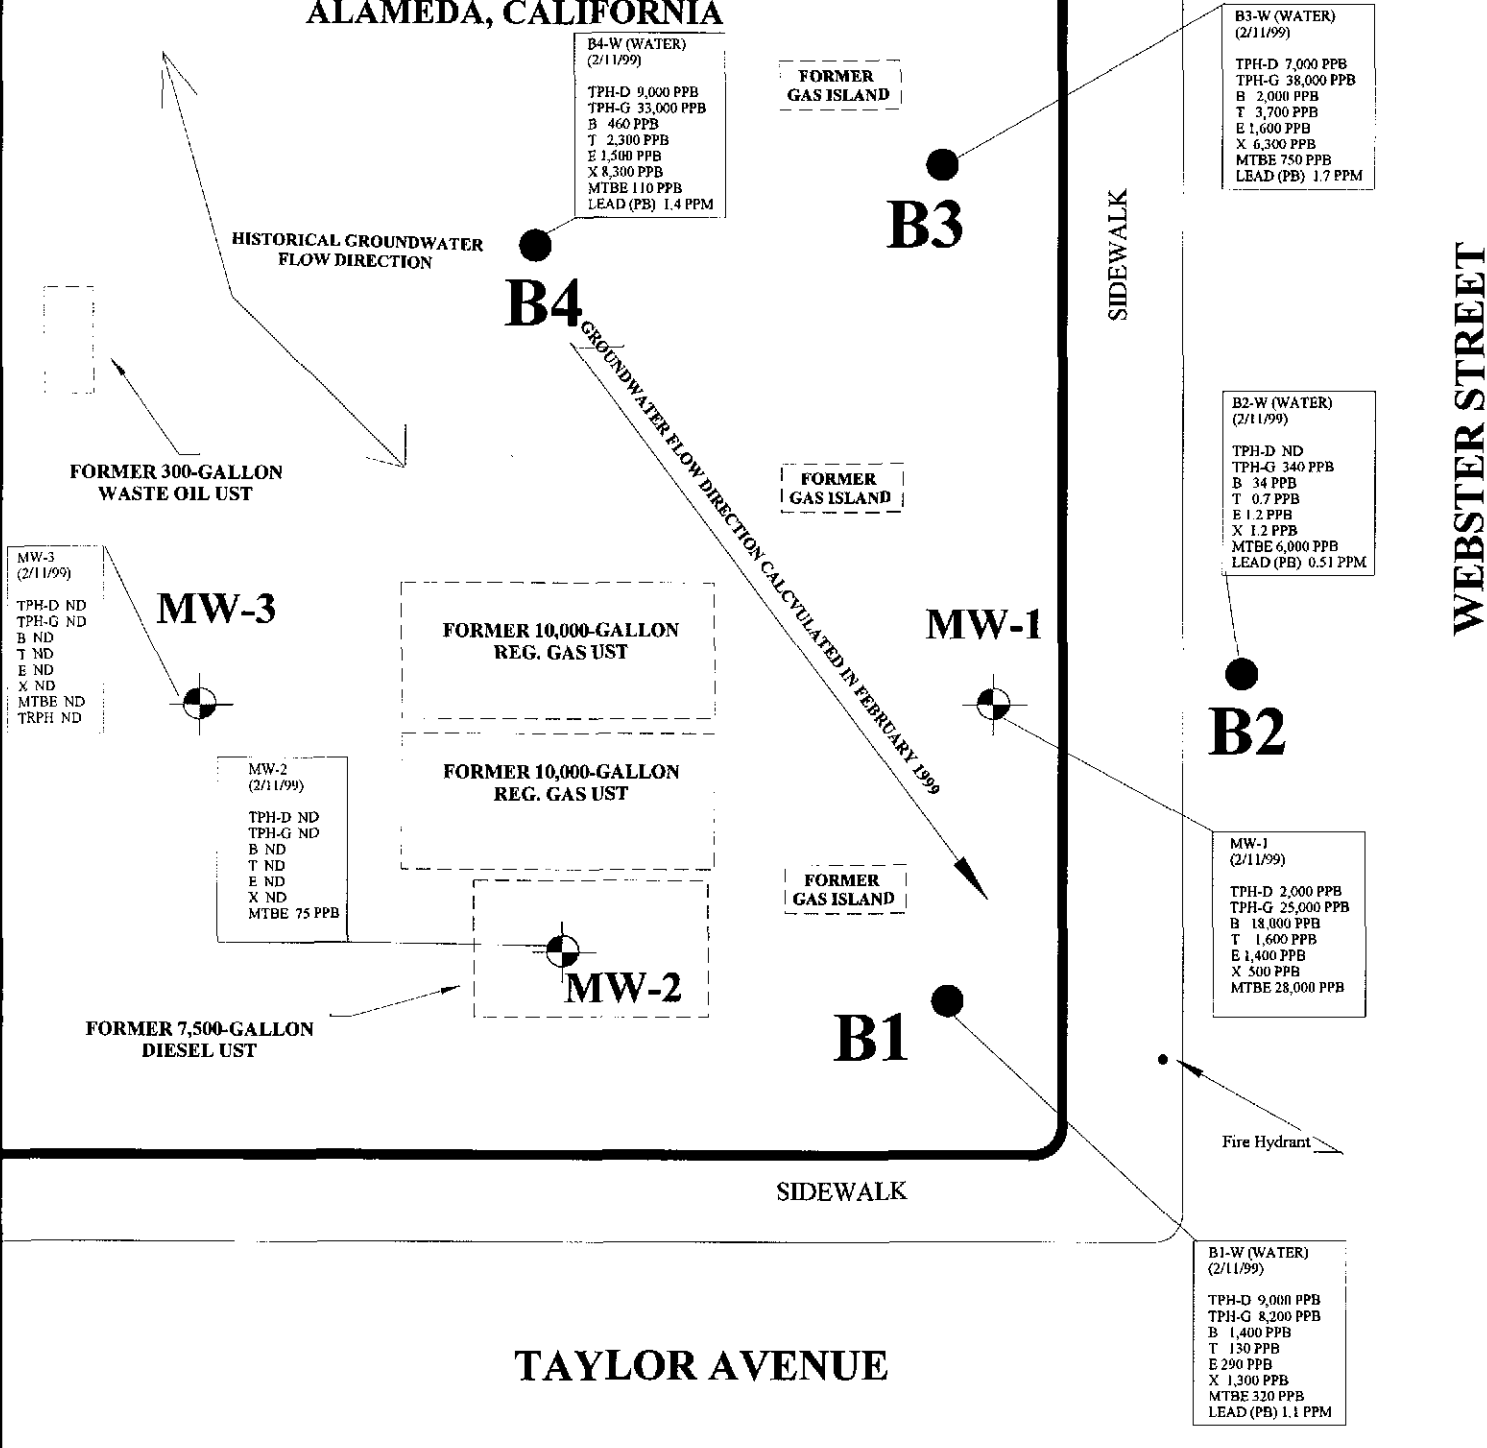 ALAMEDA, CALIFORNIA
B4-W (WATER)
(2/11/99)
TPH-D 9,000 PPB
TPH-G 33,000 PPB
B 460 PPB
T 2,300 PPB
E 1,500 PPB
X 8,300 PPB
MTBE 110 PPB
LEAD (PB) 1.4 PPM
FORMER
GAS ISLAND
B3-W (WATER)
(2/11/99)
TPH-D 7,000 PPB
TPH-G 38,000 PPB
B 2,000 PPB
T 3,700 PPB
E 1,600 PPB
X 6,300 PPB
MTBE 750 PPB
LEAD (PB) 1.7 PPM
B3
SIDEWALK
HISTORICAL GROUNDWATER
FLOW DIRECTION
B4
GROUNDWATER FLOW DIRECTION CALCVULATED IN FEBRUARY 1999
WEBSTER STREET
FORMER 300-GALLON
WASTE OIL UST
FORMER
GAS ISLAND
B2-W (WATER)
(2/11/99)
TPH-D ND
TPH-G 340 PPB
B 34 PPB
T 0.7 PPB
E 1.2 PPB
X 1.2 PPB
MTBE 6,000 PPB
LEAD (PB) 0.51 PPM
B2
MW-3
(2/11/99)
TPH-D ND
TPH-G ND
B ND
T ND
E ND
X ND
MTBE ND
TRPH ND
MW-3
FORMER 10,000-GALLON
REG. GAS UST
MW-1
FORMER 10,000-GALLON
REG. GAS UST
MW-2
(2/11/99)
TPH-D ND
TPH-G ND
B ND
T ND
E ND
X ND
MTBE 75 PPB
FORMER
GAS ISLAND
MW-1
(2/11/99)
TPH-D 2,000 PPB
TPH-G 25,000 PPB
B 18,000 PPB
T 1,600 PPB
E 1,400 PPB
X 500 PPB
MTBE 28,000 PPB
MW-2
FORMER 7,500-GALLON
DIESEL UST
B1
Fire Hydrant
SIDEWALK
B1-W (WATER)
(2/11/99)
TPH-D 9,000 PPB
TPH-G 8,200 PPB
B 1,400 PPB
T 130 PPB
E 290 PPB
X 1,300 PPB
MTBE 320 PPB
LEAD (PB) 1.1 PPM
TAYLOR AVENUE